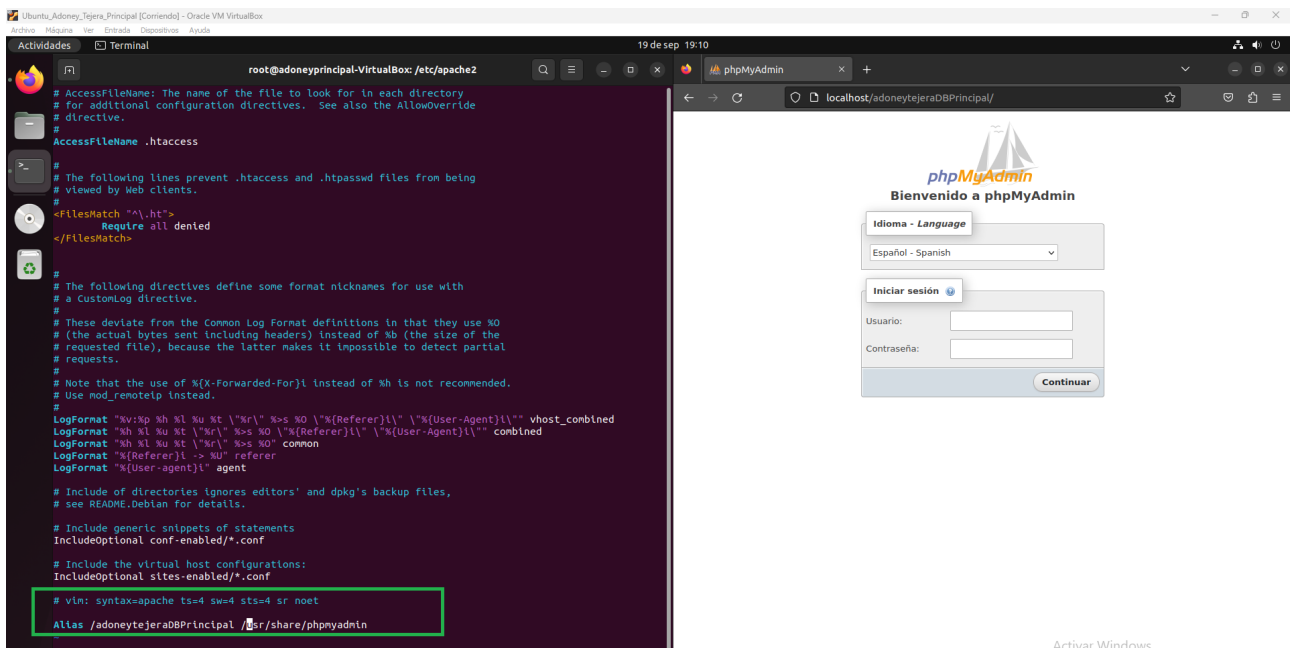 Ubuntu_Adoney_Tejera_Principal [Corriendo] - Oracle VM VirtualBox
Archivo Máquina Ver Entrada Dispositivos Ayuda
Actividades Terminal 19 de sep 19:10
root@adoneyprincipal-VirtualBox: /etc/apache2
# AccessFileName: The name of the file to look for in each directory
# for additional configuration directives. See also the AllowOverride
# directive.
#
AccessFileName .htaccess
#
# The following lines prevent .htaccess and .htpasswd files from being
# viewed by Web clients.
#
<FilesMatch "^\.ht">
Require all denied
</FilesMatch>
#
# The following directives define some format nicknames for use with
# a CustomLog directive.
#
# These deviate from the Common Log Format definitions in that they use %O
# (the actual bytes sent including headers) instead of %b (the size of the
# requested file), because the latter makes it impossible to detect partial
# requests.
#
# Note that the use of %{X-Forwarded-For}i instead of %h is not recommended.
# Use mod_remoteip instead.
#
LogFormat "%v:%p %h %l %u %t \"%r\" %>s %O \"%{Referer}i\" \"%{User-Agent}i\"" vhost_combined
LogFormat "%h %l %u %t \"%r\" %>s %O \"%{Referer}i\" \"%{User-Agent}i\"" combined
LogFormat "%h %l %u %t \"%r\" %>s %O" common
LogFormat "%{Referer}i -> %U" referer
LogFormat "%{User-agent}i" agent
# Include of directories ignores editors' and dpkg's backup files,
# see README.Debian for details.
# Include generic snippets of statements
IncludeOptional conf-enabled/*.conf
# Include the virtual host configurations:
IncludeOptional sites-enabled/*.conf
# vim: syntax=apache ts=4 sw=4 sts=4 sr noet
Alias /adoneytejeraDBPrincipal /usr/share/phpmyadmin
phpMyAdmin
localhost/adoneytejeraDBPrincipal/
phpMyAdmin
Bienvenido a phpMyAdmin
Idioma - Language
Español - Spanish
Iniciar sesión
Usuario:
Contraseña:
Continuar
Activar Windows